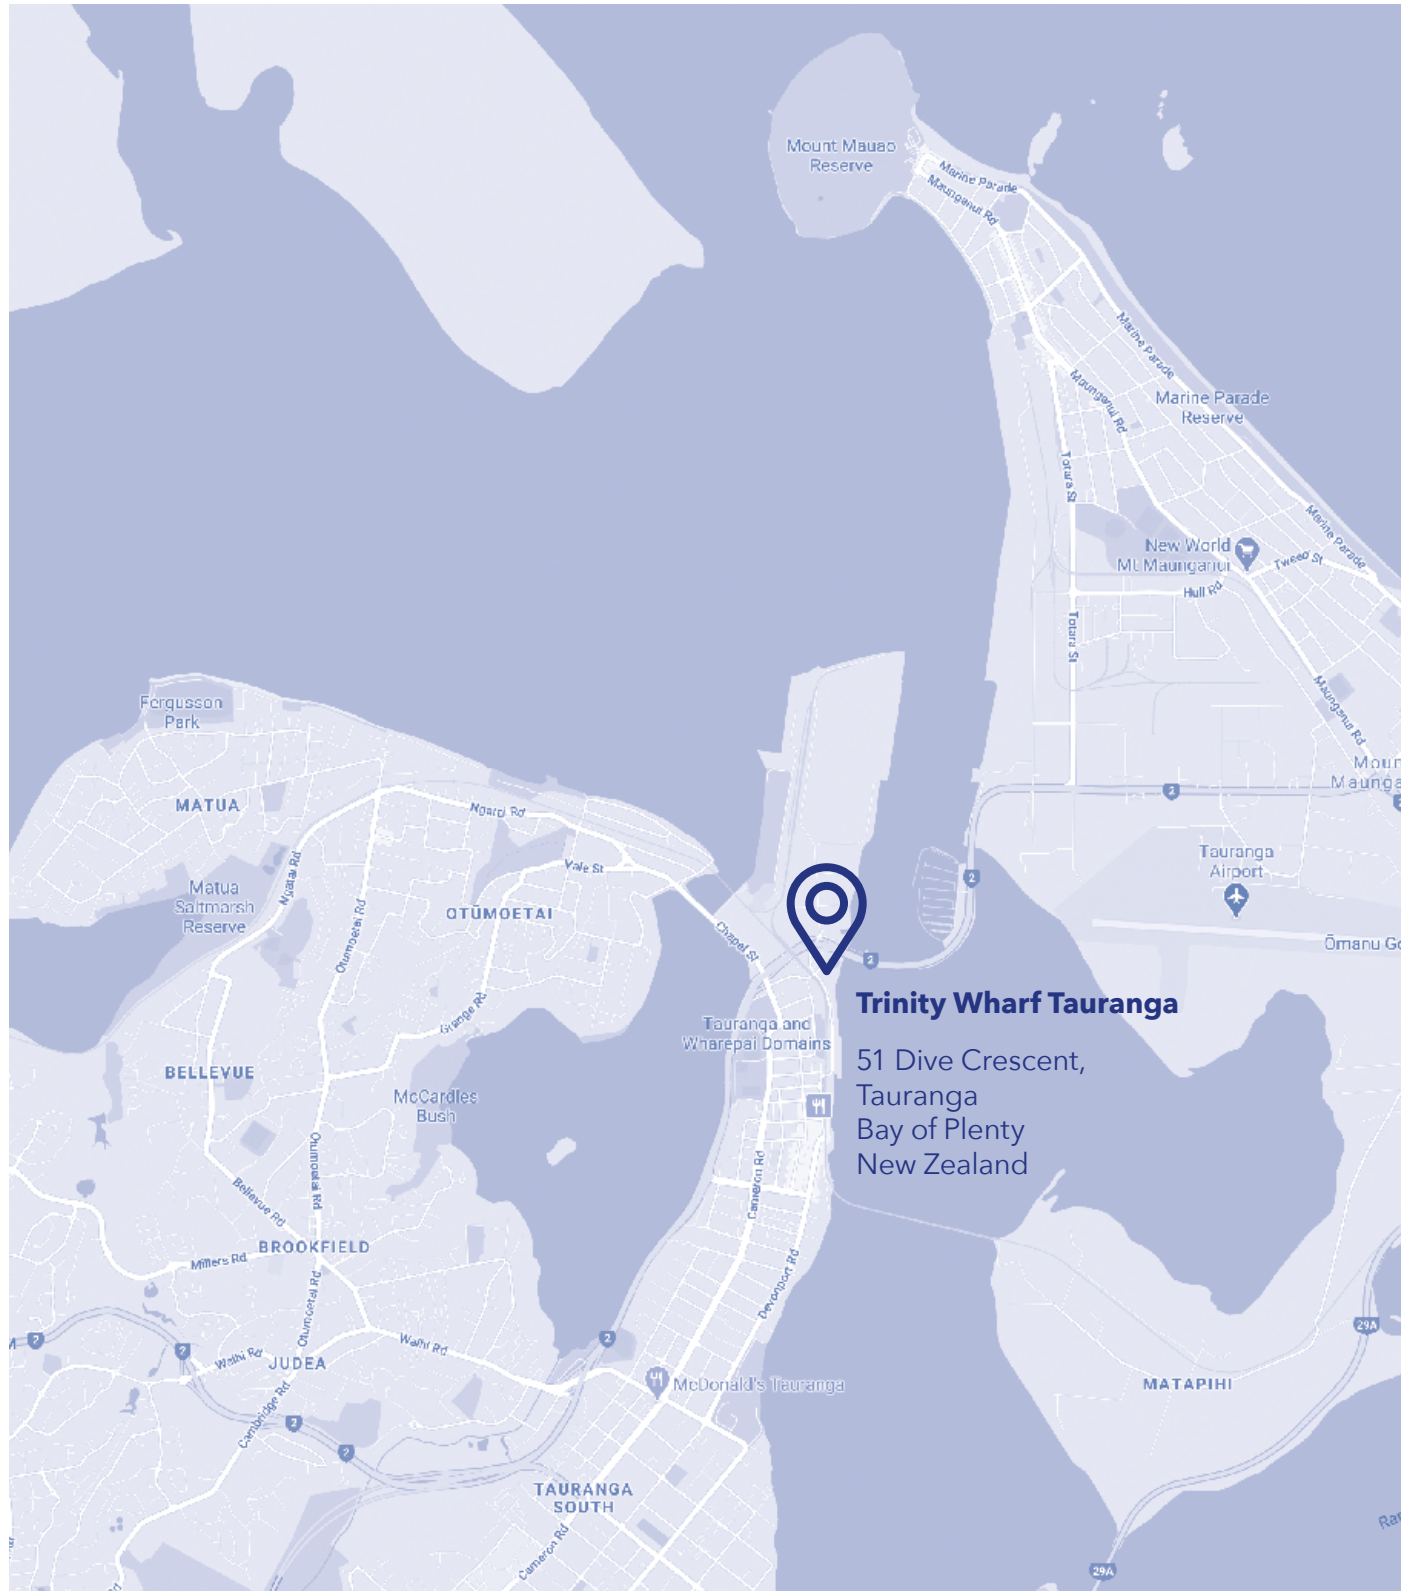 Mount Mauao
Reserve
Marine Parade
Maunganui Rd
Marine Parade
Maunganui Rd
Marine Parade
Reserve
Totara St
Marine Parade
New World
Mt Maunganui
Tweed St
Hull Rd
Totara St
Maunganui Rd
Fergusson
Park
Moun
Maunga
2
2
MATUA
Ngatai Rd
Vale St
Tauranga
Airport
Ngatai Rd
Matua
Saltmarsh
Reserve
2
OTŪMOETAI
Otumoetai Rd
Chapel St
2
Ōmanu Go
Trinity Wharf Tauranga
51 Dive Crescent,
Tauranga
Bay of Plenty
New Zealand
Grange Rd
Tauranga and
Wharepai Domains
BELLEVUE
McCardles
Bush
Otumoetai Rd
Cameron Rd
Bellevue Rd
BROOKFIELD
Millers Rd
Devonport Rd
Otumoetai Rd
2
2
2
29A
Waihi Rd
Waihi Rd
JUDEA
McDonald's Tauranga
MATAPIHI
Cambridge Rd
2
2
TAURANGA
SOUTH
Cameron Rd
Ran
29A